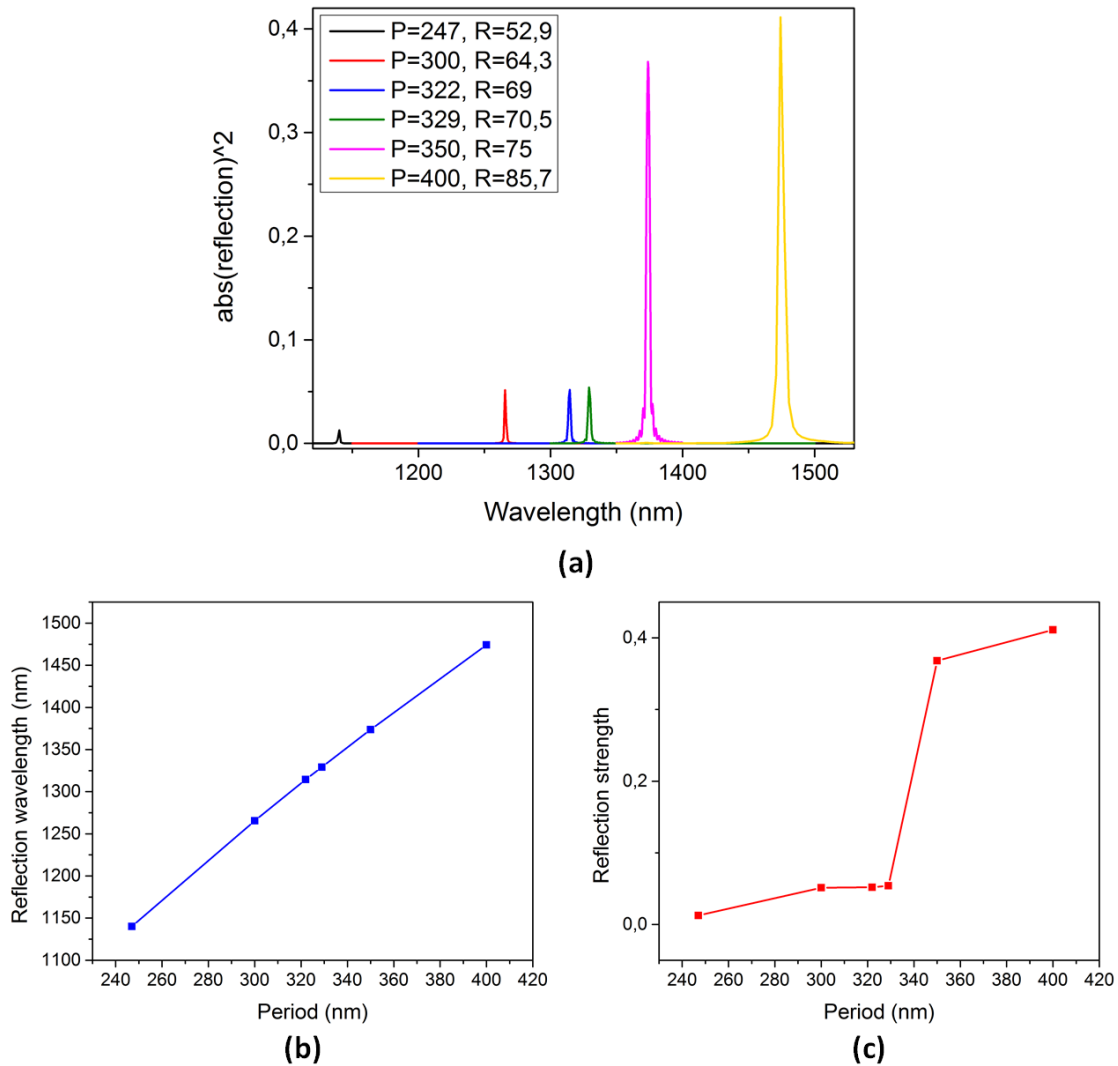 P=247, R=52,9
P=300, R=64,3
P=322, R=69
P=329, R=70,5
P=350, R=75
P=400, R=85,7
0,4
0,3
0,2
0,1
0,0
abs(reflection)^2
1200 1300 1400 1500
Wavelength (nm)
(a)
1500
1450
1400
1350
1300
1250
1200
1150
1100
Reflection wavelength (nm)
240 260 280 300 320 340 360 380 400 420
Period (nm)
(b)
0,4
0,2
0,0
Reflection strength
240 260 280 300 320 340 360 380 400 420
Period (nm)
(c)